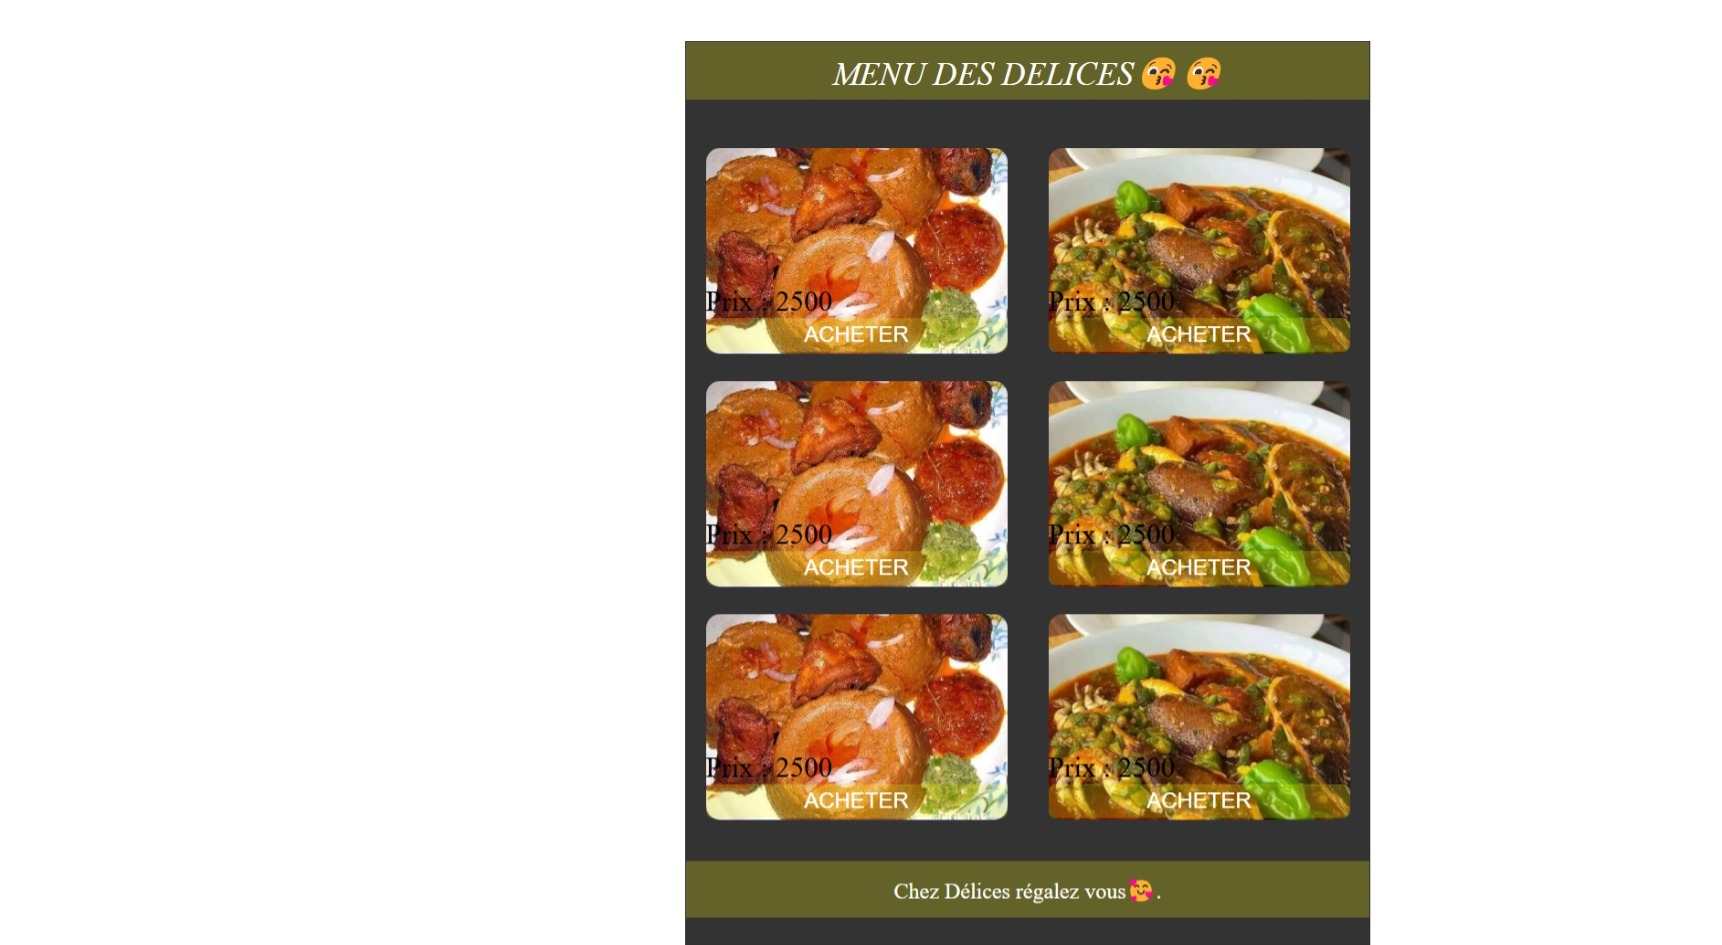 MENU DES DELICES😘 😘
Prix : 2500
ACHETER
Prix : 2500
ACHETER
Prix : 2500
ACHETER
Prix : 2500
ACHETER
Prix : 2500
ACHETER
Prix : 2500
ACHETER
Chez Délices régalez vous🥰.